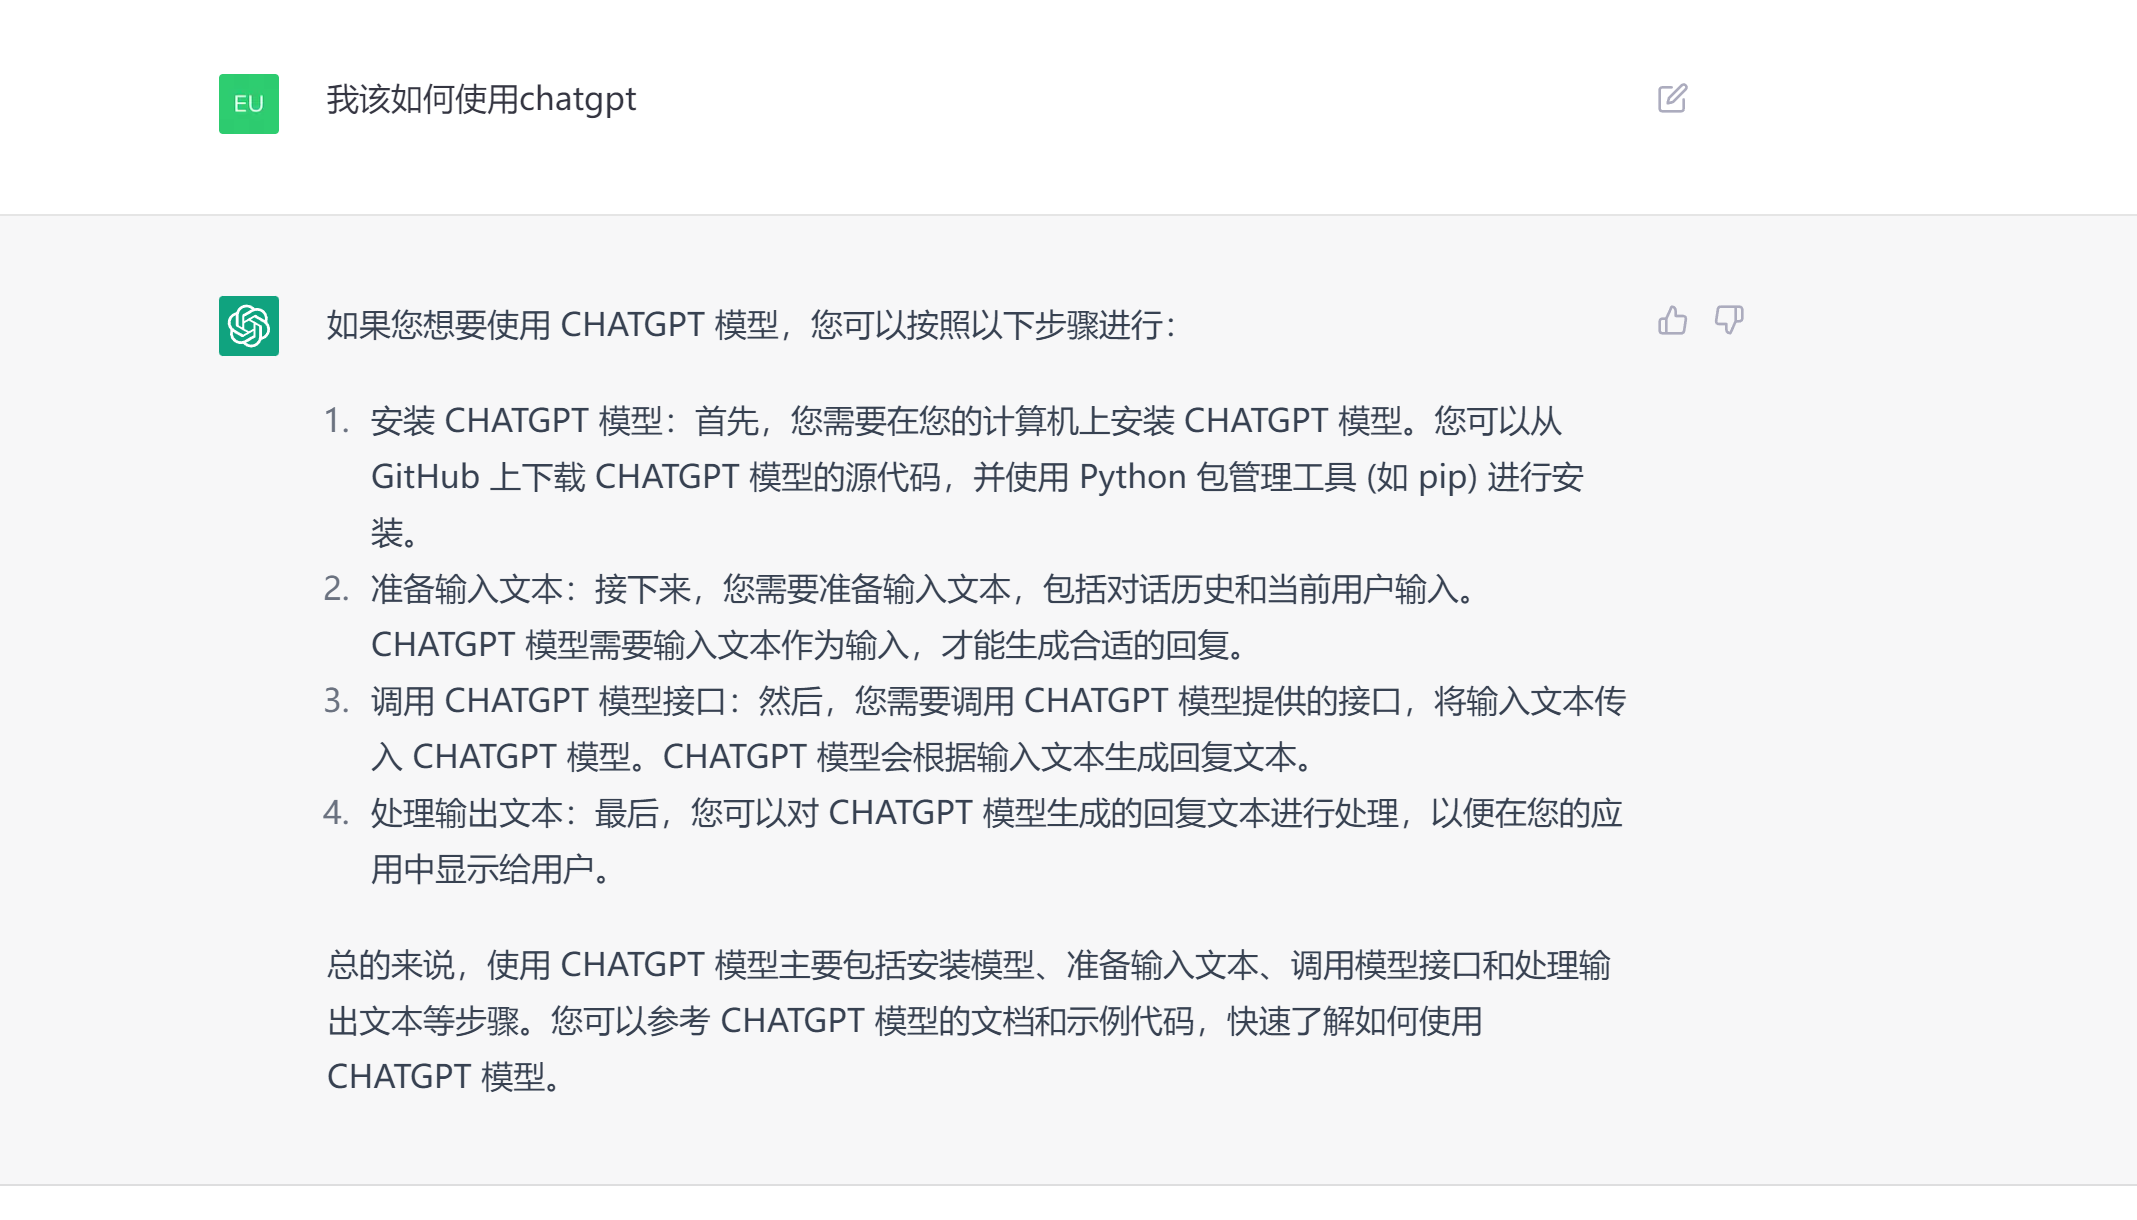 EU
我该如何使用chatgpt
如果您想要使用 CHATGPT 模型，您可以按照以下步骤进行：
1. 安装 CHATGPT 模型：首先，您需要在您的计算机上安装 CHATGPT 模型。您可以从
GitHub 上下载 CHATGPT 模型的源代码，并使用 Python 包管理工具 (如 pip) 进行安
装。
2. 准备输入文本：接下来，您需要准备输入文本，包括对话历史和当前用户输入。
CHATGPT 模型需要输入文本作为输入，才能生成合适的回复。
3. 调用 CHATGPT 模型接口：然后，您需要调用 CHATGPT 模型提供的接口，将输入文本传
入 CHATGPT 模型。CHATGPT 模型会根据输入文本生成回复文本。
4. 处理输出文本：最后，您可以对 CHATGPT 模型生成的回复文本进行处理，以便在您的应
用中显示给用户。
总的来说，使用 CHATGPT 模型主要包括安装模型、准备输入文本、调用模型接口和处理输
出文本等步骤。您可以参考 CHATGPT 模型的文档和示例代码，快速了解如何使用
CHATGPT 模型。